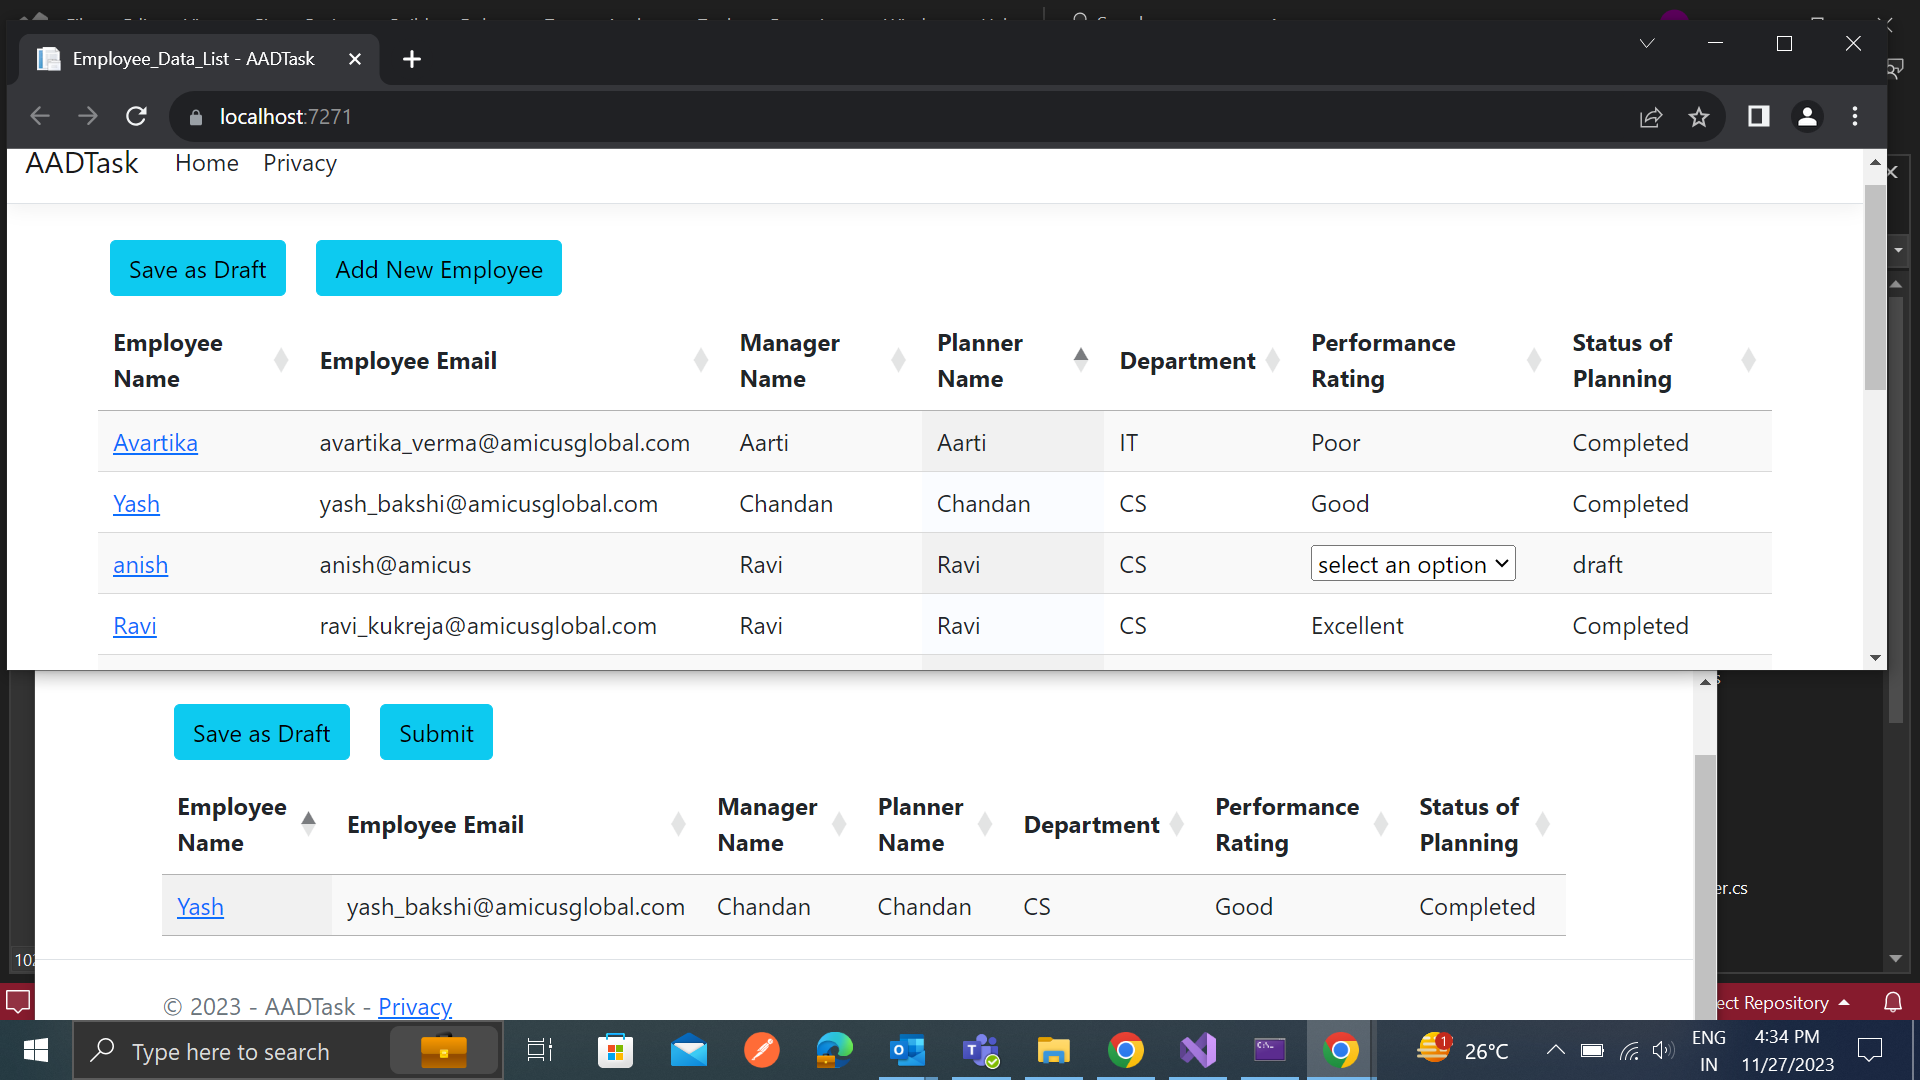 Employee_Data_List - AADTask
localhost:7271
AADTask Home Privacy
Save as Draft Add New Employee
Employee Name Employee Email Manager Name Planner Name Department Performance Rating Status of Planning
Avartika avartika_verma@amicusglobal.com Aarti Aarti IT Poor Completed
Yash yash_bakshi@amicusglobal.com Chandan Chandan CS Good Completed
anish anish@amicus Ravi Ravi CS select an option draft
Ravi ravi_kukreja@amicusglobal.com Ravi Ravi CS Excellent Completed
Save as Draft Submit
Employee Name Employee Email Manager Name Planner Name Department Performance Rating Status of Planning
Yash yash_bakshi@amicusglobal.com Chandan Chandan CS Good Completed
er.cs
102
© 2023 - AADTask - Privacy
ect Repository
Type here to search
1
26°C
ENG
IN
4:34 PM
11/27/2023